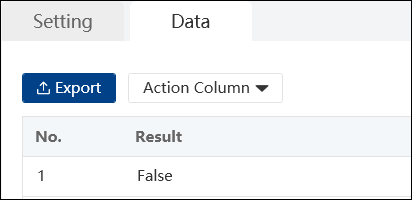 Setting Data
Export Action Column
No. Result
1 False